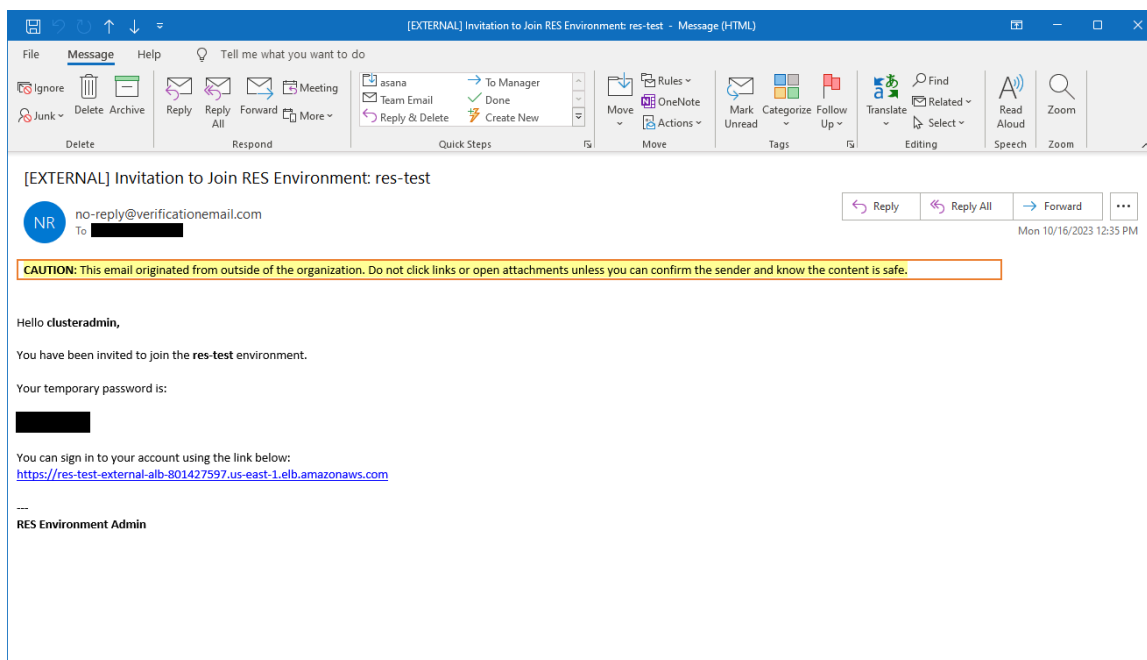 [EXTERNAL] Invitation to Join RES Environment: res-test - Message (HTML)
File Message Help Tell me what you want to do
Ignore
Junk
Delete
Archive
Delete
Reply
Reply All
Forward
Meeting
More
Respond
asana
Team Email
Reply & Delete
To Manager
Done
Create New
Quick Steps
Move
Rules
OneNote
Actions
Move
Mark Unread
Categorize
Follow Up
Tags
Translate
Find
Related
Select
Editing
Read Aloud
Speech
Zoom
Zoom
[EXTERNAL] Invitation to Join RES Environment: res-test
NR
no-reply@verificationemail.com
To
Reply
Reply All
Forward
Mon 10/16/2023 12:35 PM
CAUTION: This email originated from outside of the organization. Do not click links or open attachments unless you can confirm the sender and know the content is safe.
Hello clusteradmin,
You have been invited to join the res-test environment.
Your temporary password is:
You can sign in to your account using the link below:
https://res-test-external-alb-801427597.us-east-1.elb.amazonaws.com
---
RES Environment Admin